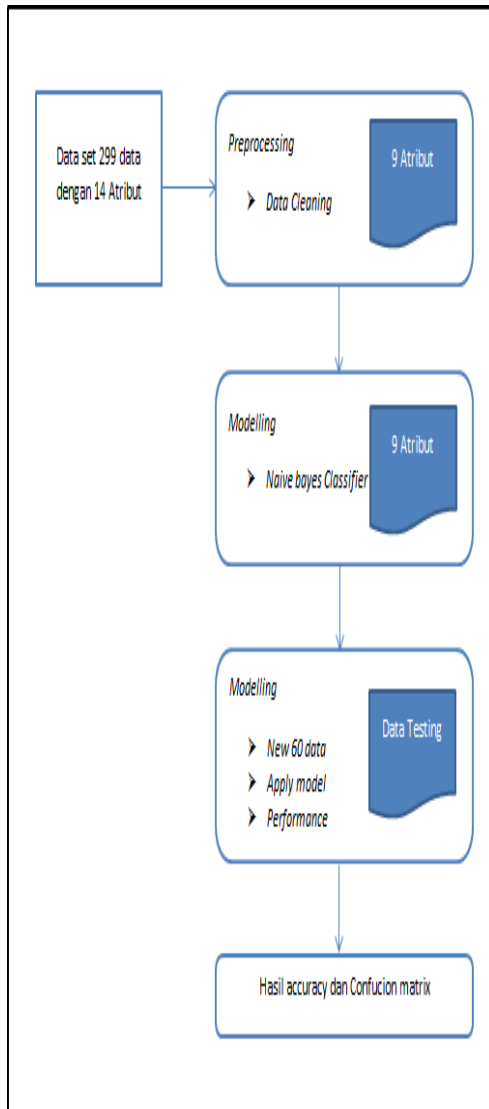 Data set 299 data
dengan 14 Atribut
Preprocessing
➤ Data Cleaning
9 Atribut
Modelling
➤ Naive bayes Classifier
9 Atribut
Modelling
➤ New 60 data
➤ Apply model
➤ Performance
Data Testing
Hasil accuracy dan Confucion matrix